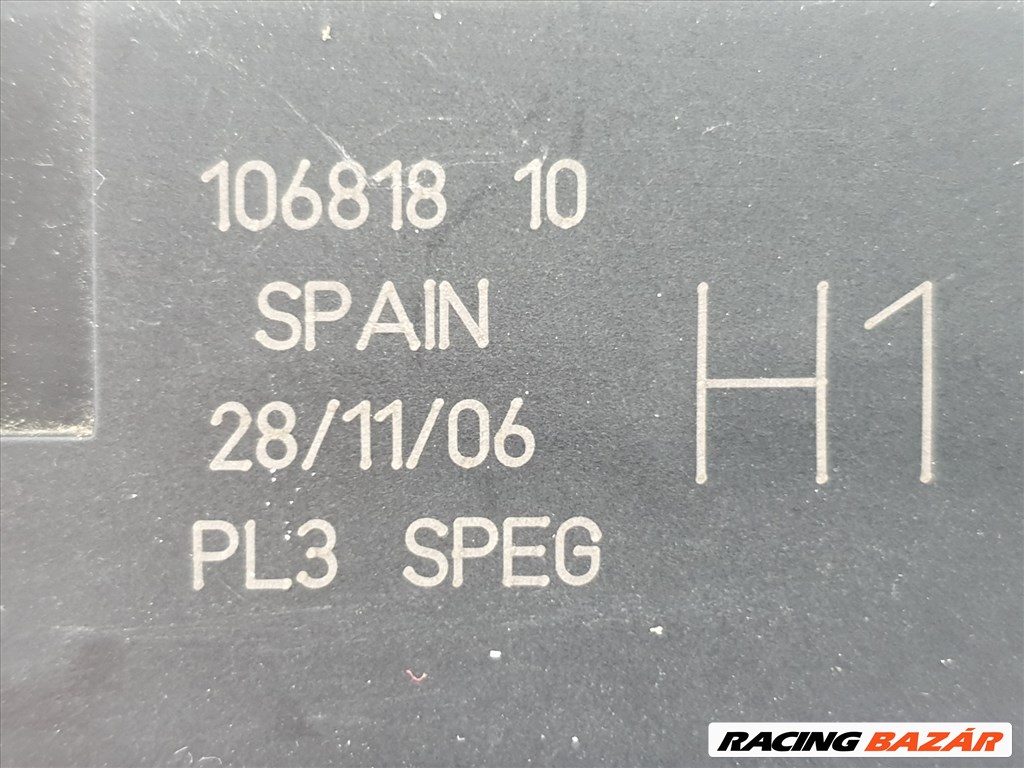 106818 10
SPAIN
28/11/06
PL3 SPEG
H1
RACING BAZÁR